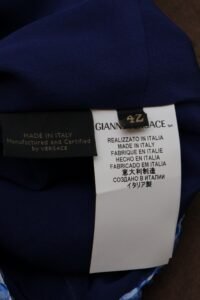 42
MADE IN ITALY
Manufactured and Certified
by VERSACE
GIANNI VERSACE
REALIZZATO IN ITALIA
MADE IN ITALY
FABRIQUE EN ITALIE
HECHO EN ITALIA
FABRICADO EM ITALIA
意大利制造
СОЗДАНО В ИТАЛИИ
イタリア製